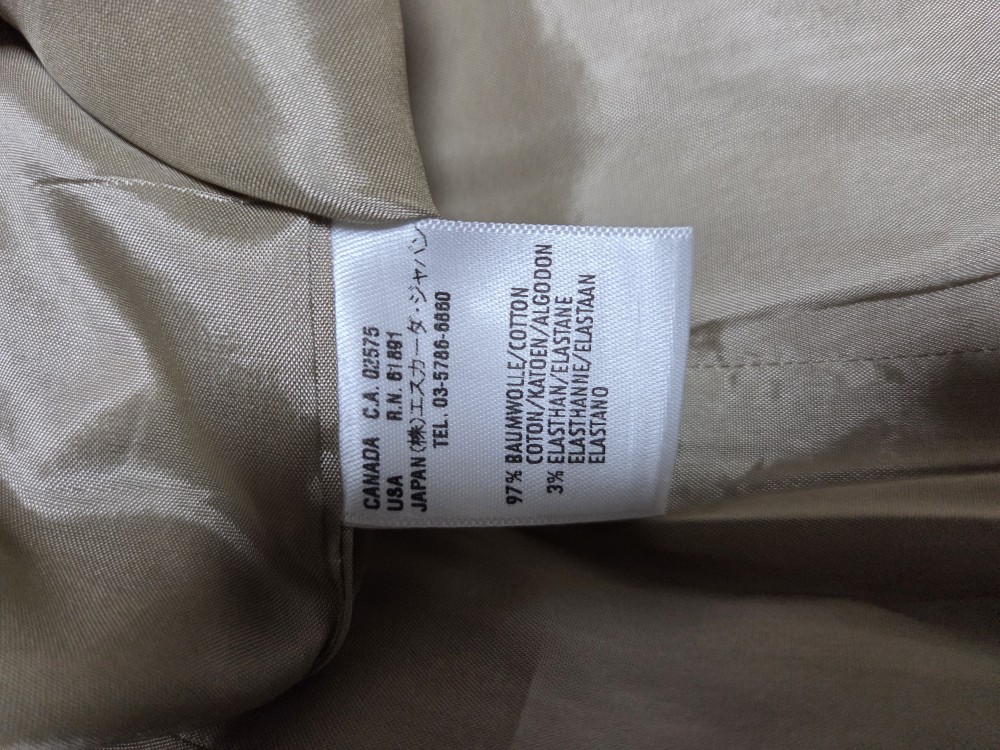 CANADA C.A. 02575
USA R.N. 61891
JAPAN(株)エスカーダ・ジャパン
TEL. 03-5786-6860
97% BAUMWOLLE/COTTON
COTON/KATOEN/ALGODON
3% ELASTHAN/ELASTANE
ELASTHANNE/ELASTAAN
ELASTANO